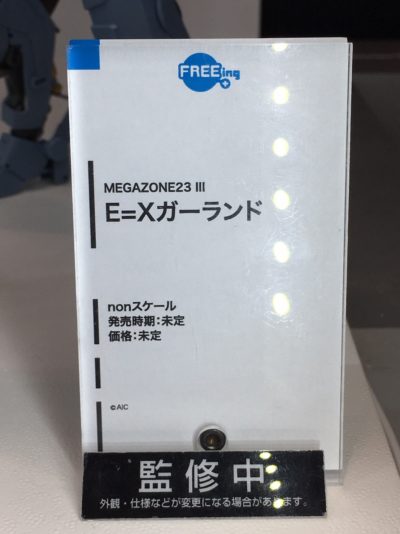 FREEing
MEGAZONE23 III
E=Xガーランド
nonスケール
発売時期：未定
価格：未定
©AIC
監修中
外観・仕様などが変更になる場合があります。